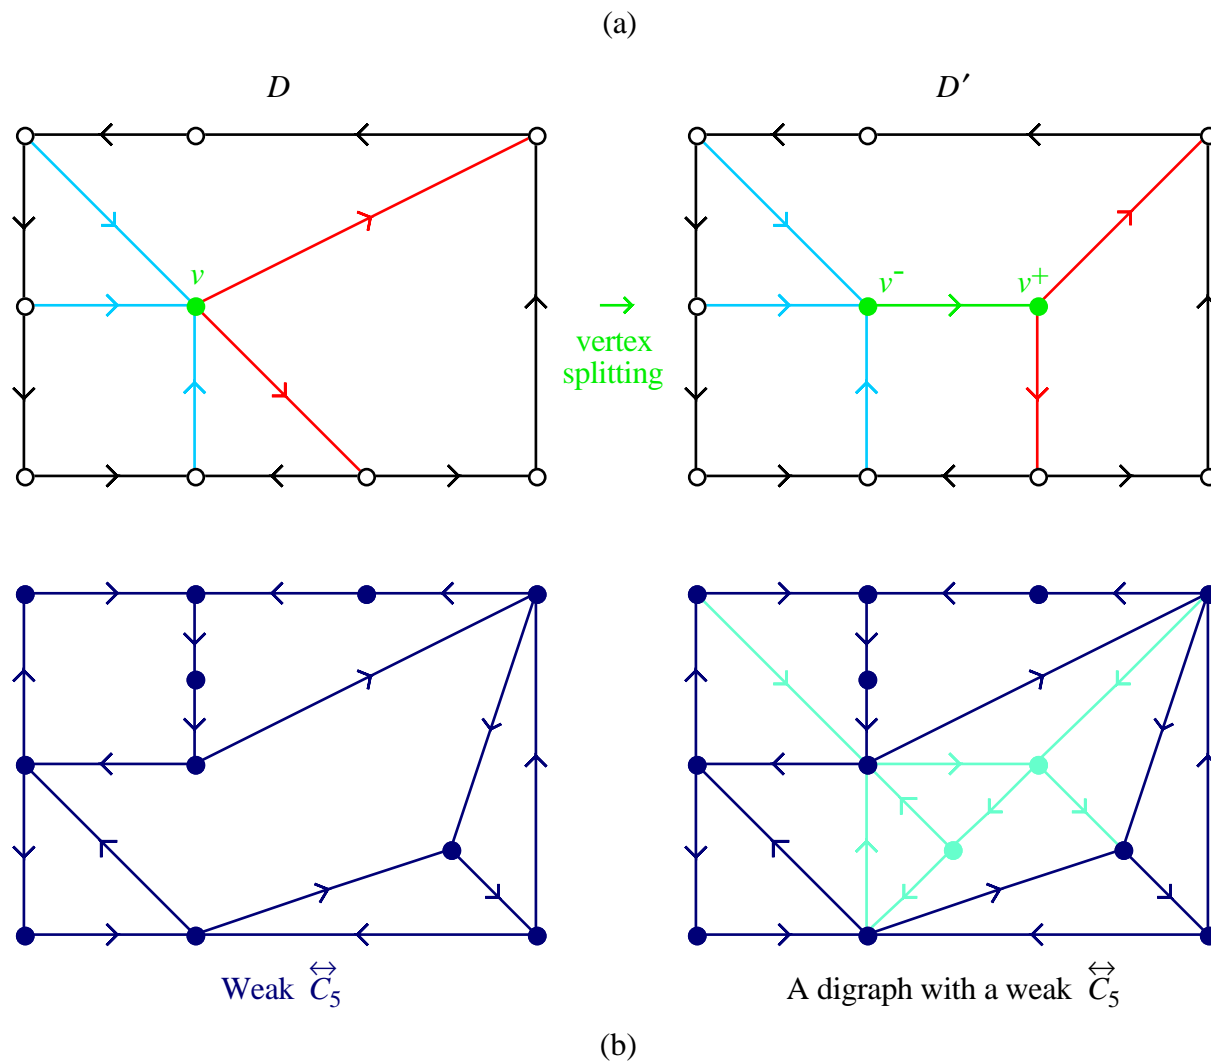 (a)
D D′
v v⁻ v⁺
→
vertex
splitting
Weak C̿↔₅ A digraph with a weak C̿↔₅
(b)